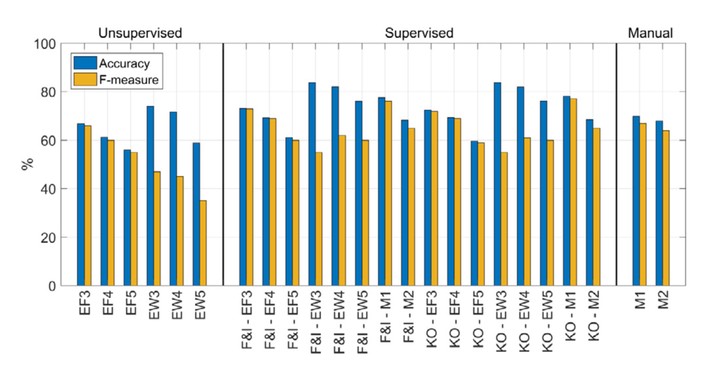 Unsupervised Supervised Manual
100
80
60
40
20
0
%
Accuracy
F-measure
EF3
EF4
EF5
EW3
EW4
EW5
F&I - EF3
F&I - EF4
F&I - EF5
F&I - EW3
F&I - EW4
F&I - EW5
F&I - M1
F&I - M2
KO - EF3
KO - EF4
KO - EF5
KO - EW3
KO - EW4
KO - EW5
KO - M1
KO - M2
M1
M2